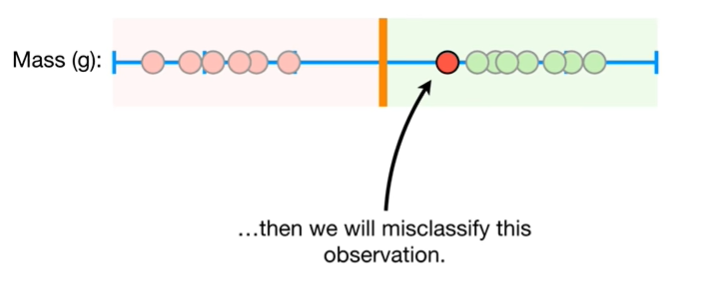 Mass (g):
...then we will misclassify this
observation.